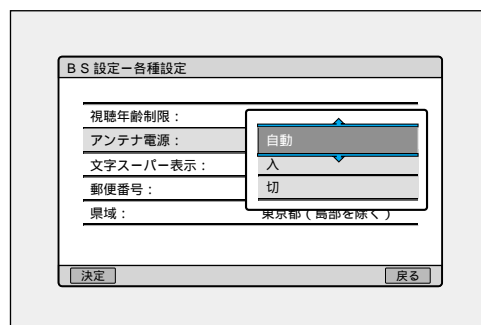 BS設定ー各種設定
視聴年齢制限：
アンテナ電源： 自動
文字スーパー表示： 入
郵便番号： 切
県域： 東京都（島部を除く）
決定 戻る